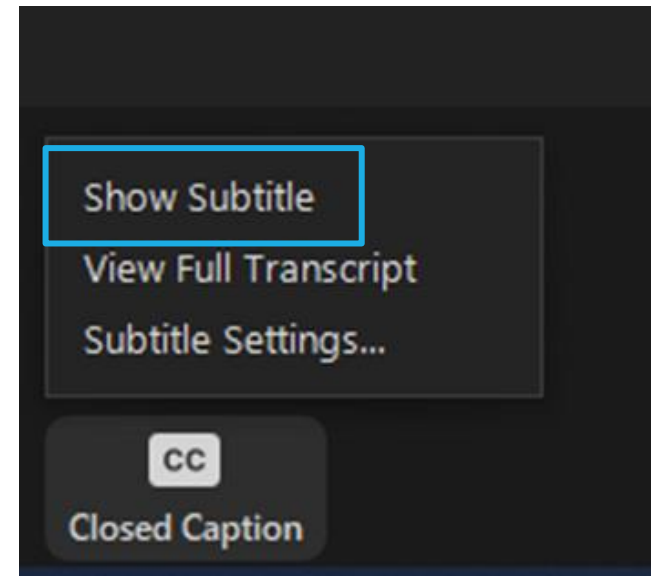 Show Subtitle
View Full Transcript
Subtitle Settings...
CC
Closed Caption